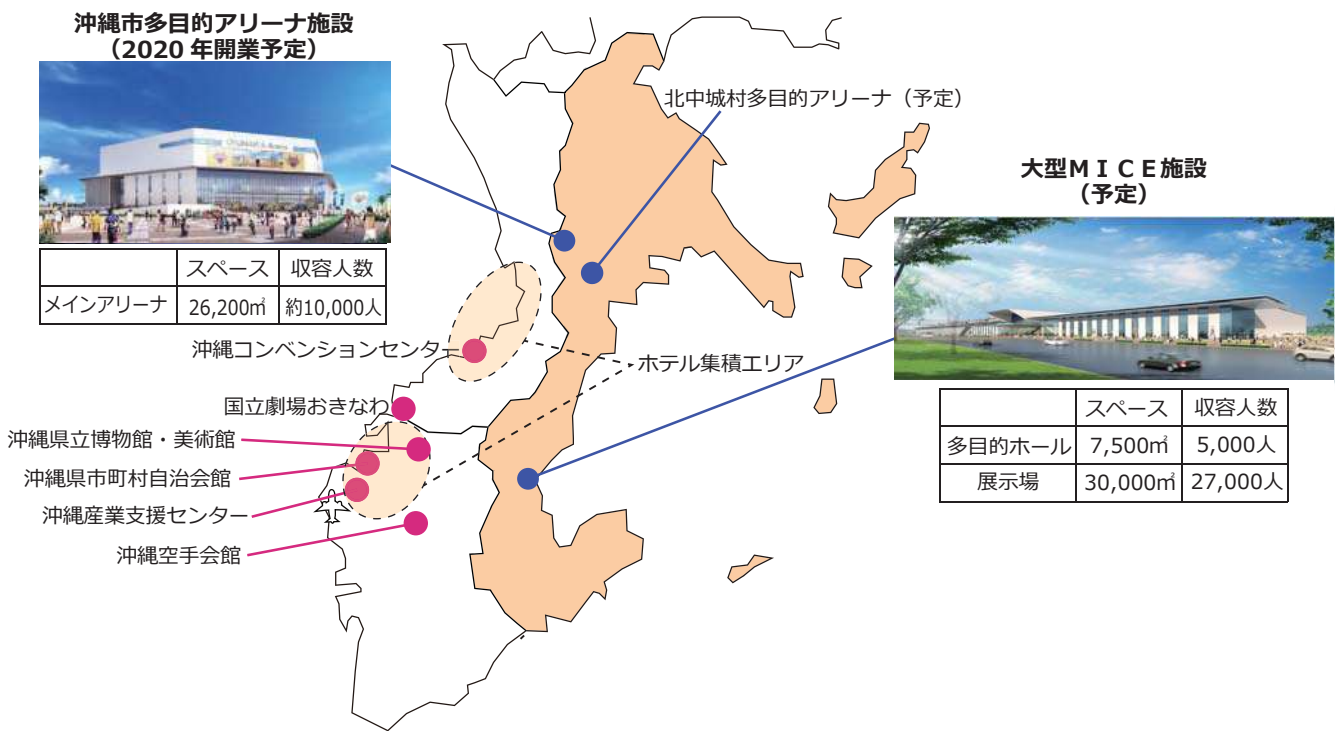 沖縄市多目的アリーナ施設
（2020 年開業予定）
スペース 収容人数
メインアリーナ 26,200㎡ 約10,000人
北中城村多目的アリーナ（予定）
大型ＭＩＣＥ施設
（予定）
スペース 収容人数
多目的ホール 7,500㎡ 5,000人
展示場 30,000㎡ 27,000人
沖縄コンベンションセンター
ホテル集積エリア
国立劇場おきなわ
沖縄県立博物館・美術館
沖縄県市町村自治会館
沖縄産業支援センター
沖縄空手会館